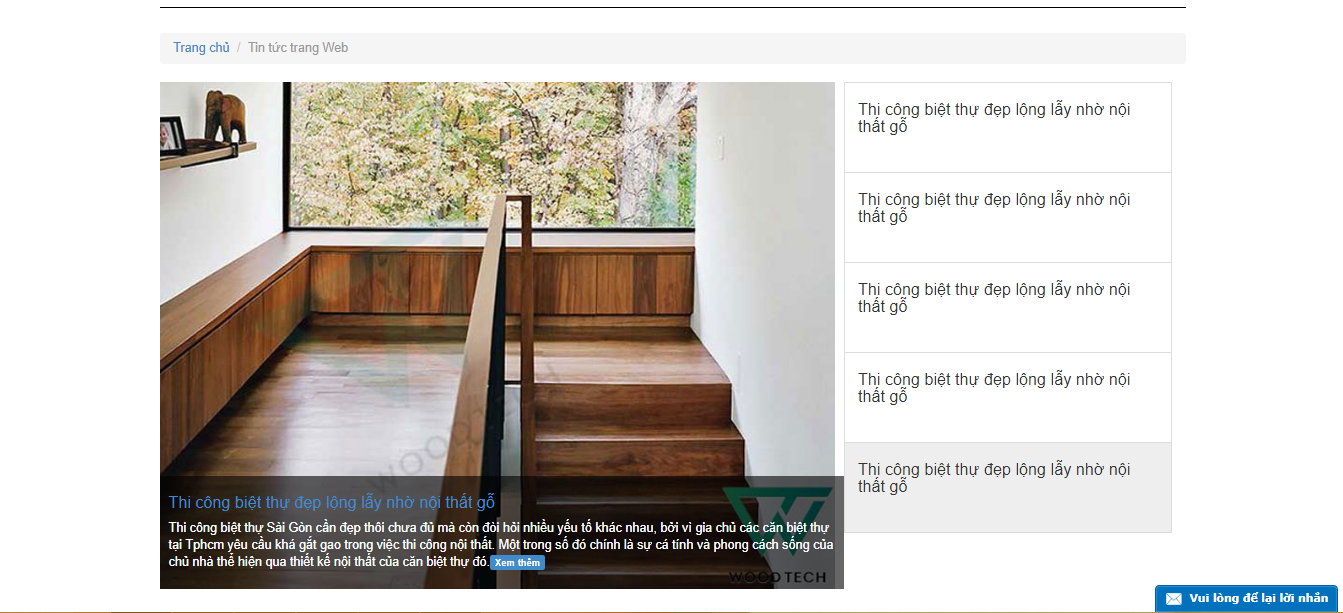 Trang chủ / Tin tức trang Web
Thi công biệt thự đẹp lộng lẫy nhờ nội
thất gỗ
Thi công biệt thự đẹp lộng lẫy nhờ nội
thất gỗ
Thi công biệt thự đẹp lộng lẫy nhờ nội
thất gỗ
Thi công biệt thự đẹp lộng lẫy nhờ nội
thất gỗ
Thi công biệt thự đẹp lộng lẫy nhờ nội
thất gỗ
Thi công biệt thự đẹp lộng lẫy nhờ nội thất gỗ
Thi công biệt thự Sài Gòn cần đẹp thôi chưa đủ mà còn đòi hỏi nhiều yếu tố khác nhau, bởi vì gia chủ các căn biệt thự
tại Tphcm yêu cầu khá gắt gao trong việc thi công nội thất. Một trong số đó chính là sự cá tính và phong cách sống của
chủ nhà thể hiện qua thiết kế nội thất của căn biệt thự đó. Xem thêm
WOODTECH
Vui lòng để lại lời nhắn